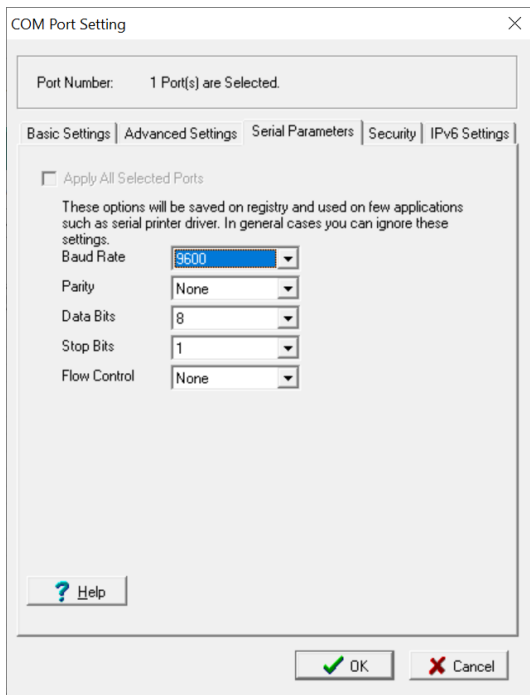 COM Port Setting
Port Number: 1 Port(s) are Selected.
Basic Settings Advanced Settings Serial Parameters Security IPv6 Settings
Apply All Selected Ports
These options will be saved on registry and used on few applications
such as serial printer driver. In general cases you can ignore these
settings.
Baud Rate 9600
Parity None
Data Bits 8
Stop Bits 1
Flow Control None
? Help
OK Cancel